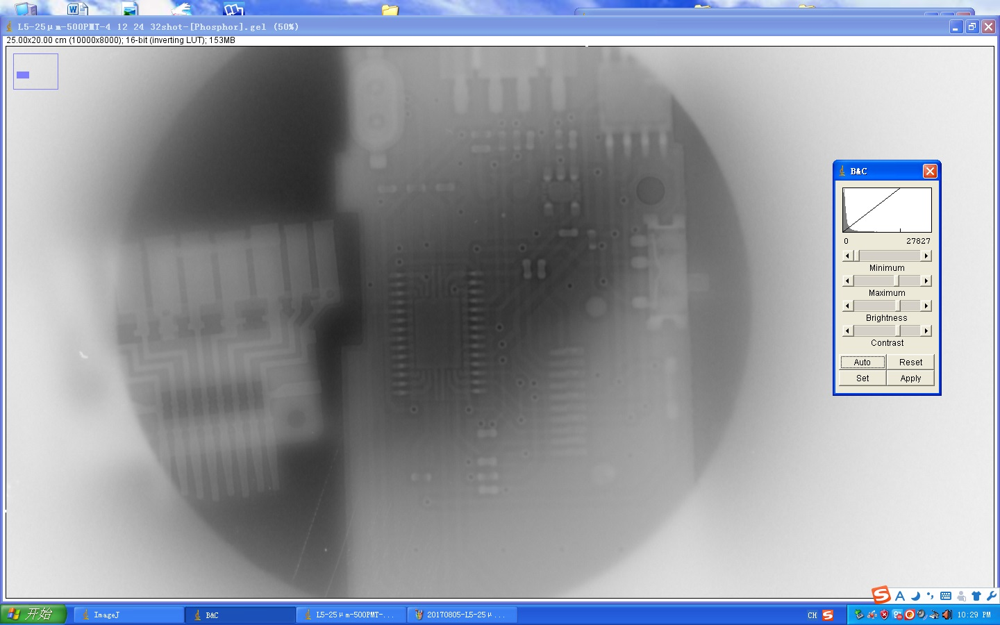 L5-25μm-500PMT-4 12 24 32shot-[Phosphor].gel (50%)
25.00x20.00 cm (10000x8000); 16-bit (inverting LUT); 153MB
B&C
0 27827
Minimum
Maximum
Brightness
Contrast
Auto Reset
Set Apply
开始
ImageJ
B&C
L5-25μm-500PMT-...
20170805-L5-25μ...
CH
10:29 PM